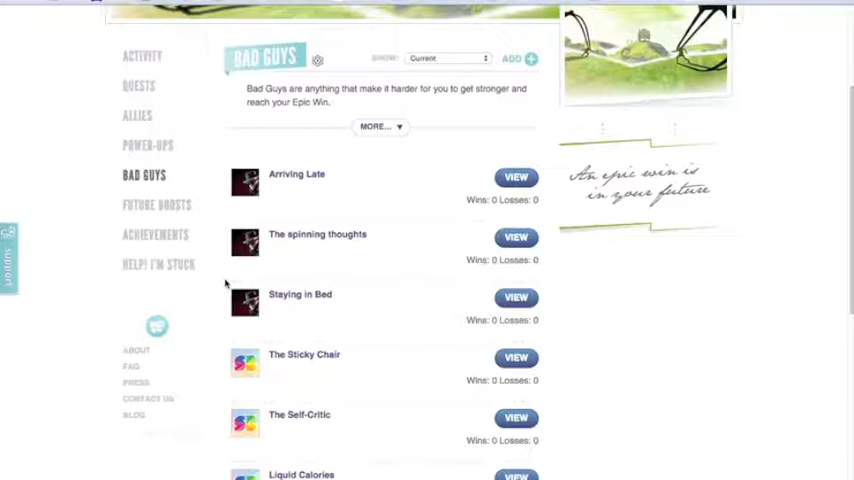 ACTIVITY
QUESTS
ALLIES
POWER-UPS
BAD GUYS
FUTURE BOOSTS
ACHIEVEMENTS
HELP! I'M STUCK
ABOUT
FAQ
PRESS
CONTACT US
BLOG
support
BAD GUYS
SHOW:
Current
ADD
Bad Guys are anything that make it harder for you to get stronger and
reach your Epic Win.
MORE...
Arriving Late
VIEW
Wins: 0 Losses: 0
The spinning thoughts
VIEW
Wins: 0 Losses: 0
Staying in Bed
VIEW
Wins: 0 Losses: 0
The Sticky Chair
VIEW
Wins: 0 Losses: 0
The Self-Critic
VIEW
Wins: 0 Losses: 0
Liquid Calories
VIEW
An epic win is
in your future